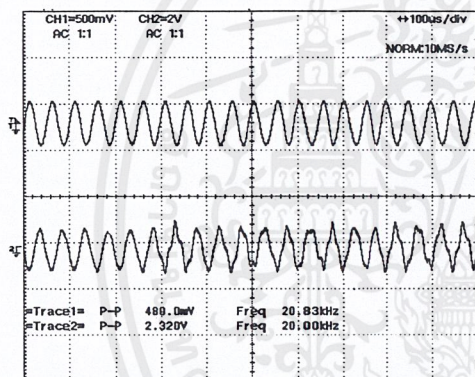 CH1=500mV CH2=2V ↔100us/div
AC 1:1 AC 1:1
NORM:10MS/s
=Trace1= P-P 480.0mV Freq 20.83kHz
=Trace2= P-P 2.320V Freq 20.00kHz